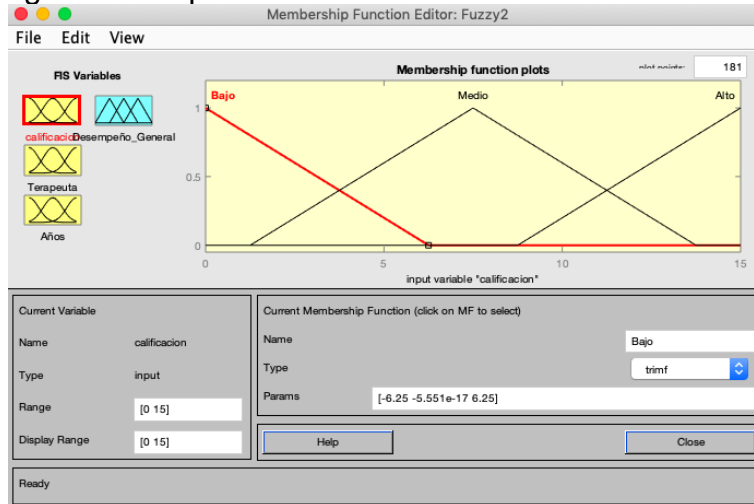 Membership Function Editor: Fuzzy2
File Edit View
FIS Variables
Membership function plots
181
Bajo
Medio
Alto
1
0.5
0
0
5
10
15
input variable "calificacion"
Desempeño_General
Terapeuta
Años
Current Variable
Name calificacion
Type input
Range [0 15]
Display Range [0 15]
Current Membership Function (click on MF to select)
Name Bajo
Type trimf
Params [-6.25 -5.551e-17 6.25]
Help
Close
Ready